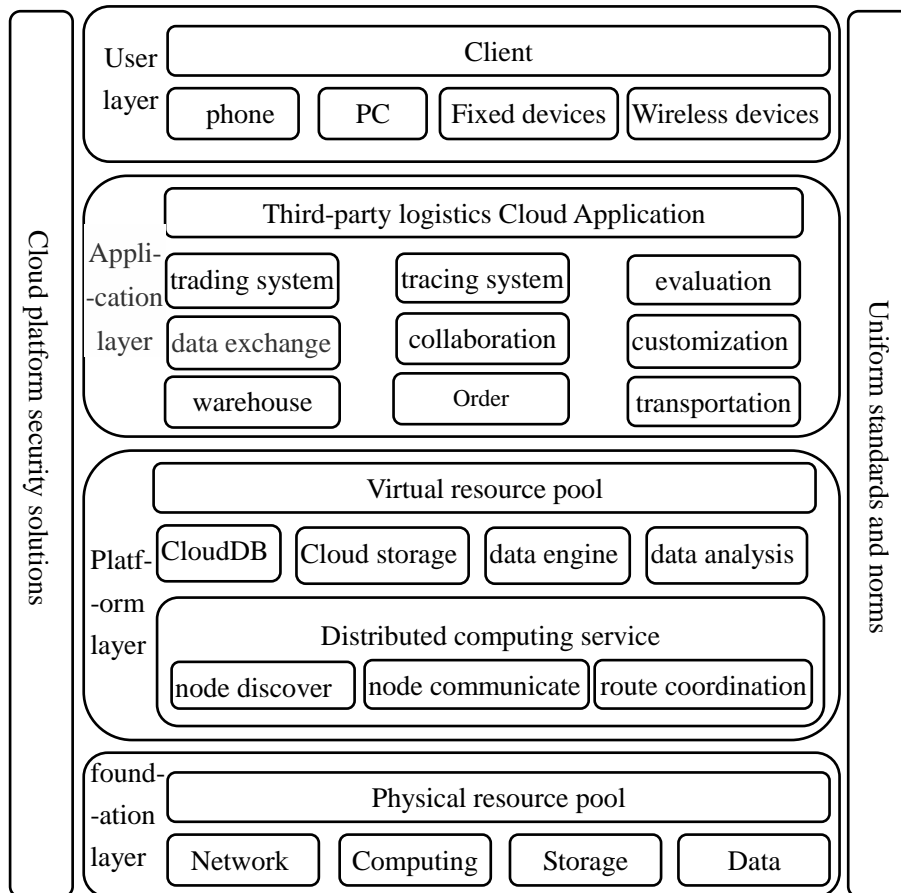 Cloud platform security solutions
User
layer
Client
phone
PC
Fixed devices
Wireless devices
Appli-
-cation
layer
Third-party logistics Cloud Application
trading system
tracing system
evaluation
data exchange
collaboration
customization
warehouse
Order
transportation
Platf-
-orm
layer
Virtual resource pool
CloudDB
Cloud storage
data engine
data analysis
Distributed computing service
node discover
node communicate
route coordination
found-
-ation
layer
Physical resource pool
Network
Computing
Storage
Data
Uniform standards and norms